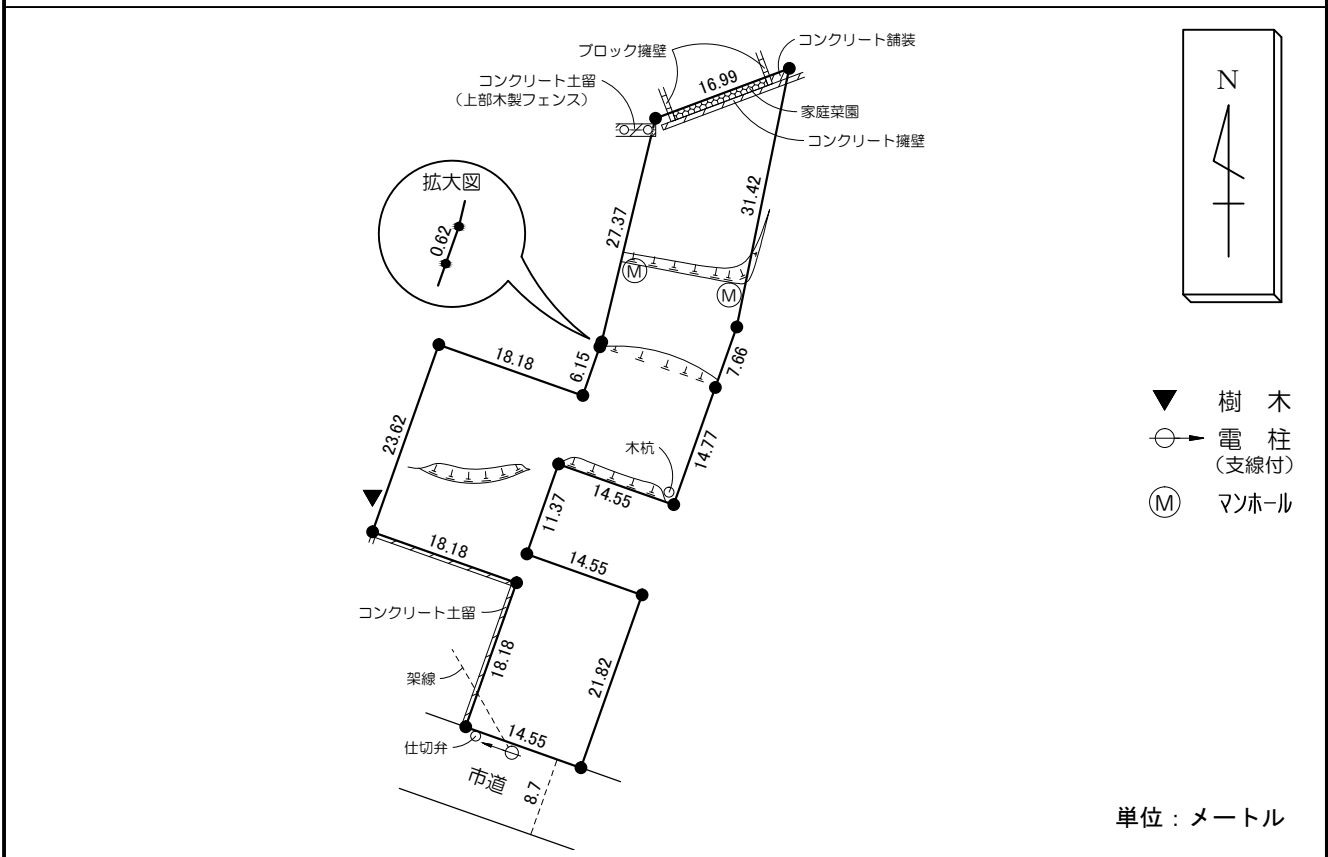 ブロック擁壁
コンクリート舗装
コンクリート土留
（上部木製フェンス）
16.99
家庭菜園
コンクリート擁壁
N
拡大図
0.62
27.37
31.42
M
M
18.18
6.15
7.66
23.62
木杭
14.77
14.55
11.37
18.18
14.55
コンクリート土留
18.18
21.82
架線
仕切弁
14.55
市道
8.7
樹 木
電 柱
（支線付）
M マンホール
単位：メートル